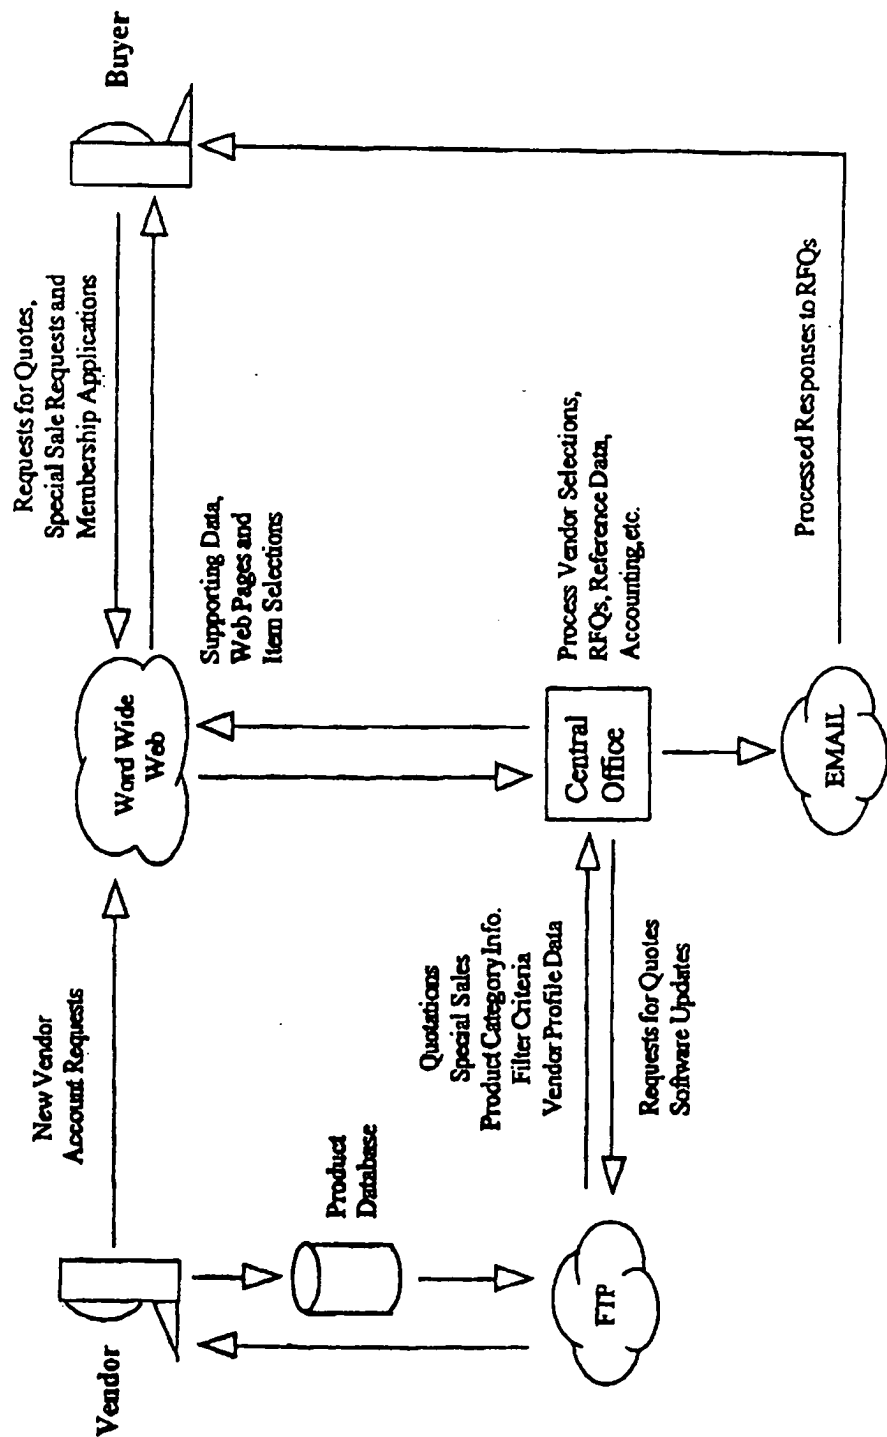 Vendor
New Vendor
Account Requests
Word Wide
Web
Requests for Quotes,
Special Sale Requests and
Membership Applications
Buyer
Supporting Data,
Web Pages and
Item Selections
Product
Database
Quotations
Special Sales
Product Category Info.
Filter Criteria
Vendor Profile Data
Central
Office
Process Vendor Selections,
RFQs, Reference Data,
Accounting,etc.
FTP
Requests for Quotes
Software Updates
EMAIL
Processed Responses to RFQs